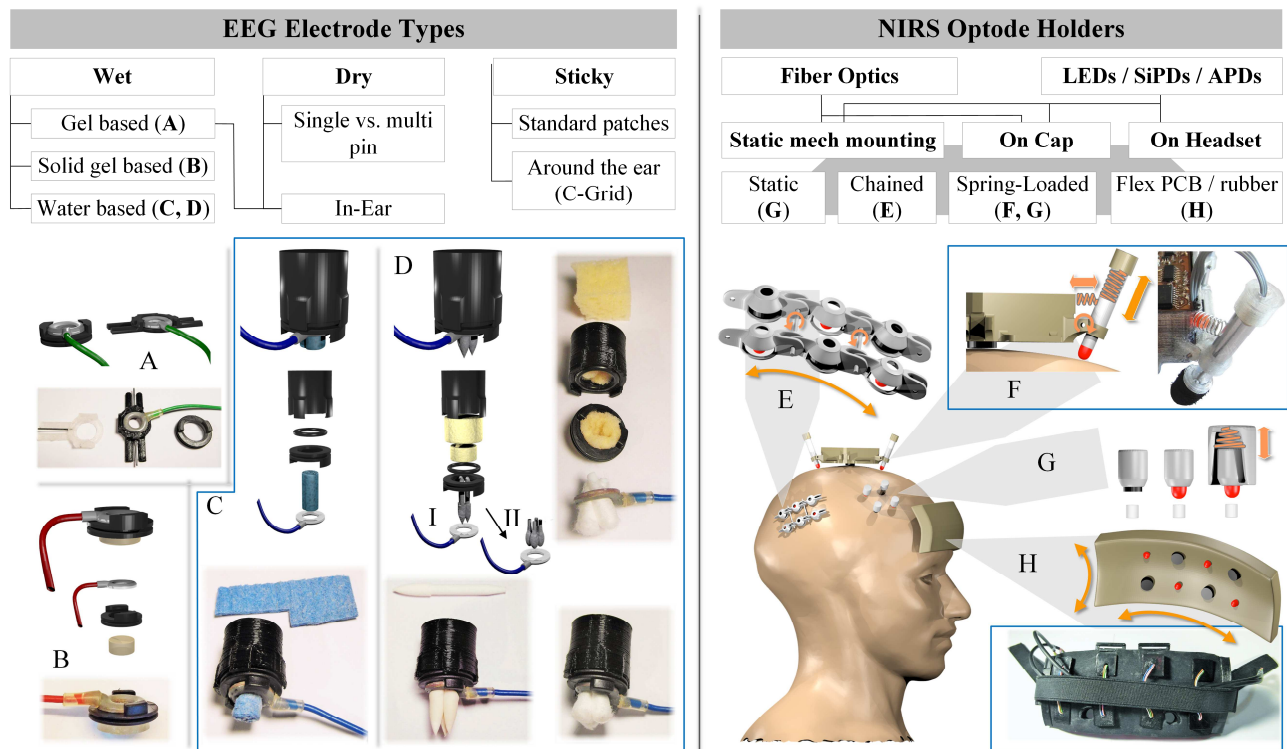 EEG Electrode Types
Wet
Dry
Sticky
Gel based (A)
Solid gel based (B)
Water based (C, D)
Single vs. multi
pin
In-Ear
Standard patches
Around the ear
(C-Grid)
A
B
C
D
I
II
NIRS Optode Holders
Fiber Optics
LEDs / SiPDs / APDs
Static mech mounting
On Cap
On Headset
Static
(G)
Chained
(E)
Spring-Loaded
(F, G)
Flex PCB / rubber
(H)
E
F
G
H